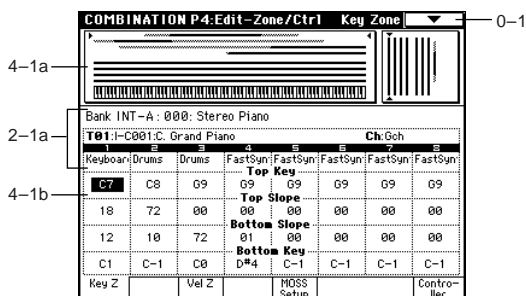 COMBINATION P4:Edit-Zone/Ctrl Key Zone
0–1
4–1a
Bank INT-A: 000: Stereo Piano
2–1a
T01:I-C001:C. Grand Piano Ch:Gch
1 2 3 4 5 6 7 8
Keyboar Drums Drums FastSyn FastSyn FastSyn FastSyn FastSyn
Top Key
4–1b
C7 C8 G9 G9 G9 G9 G9 G9
Top Slope
18 72 00 00 00 00 00 00
Bottom Slope
12 10 72 01 00 00 00 00
Bottom Key
C1 C-1 C0 D#4 C-1 C-1 C-1 C-1
Key Z Vel Z MOSS Setup Contro-ller